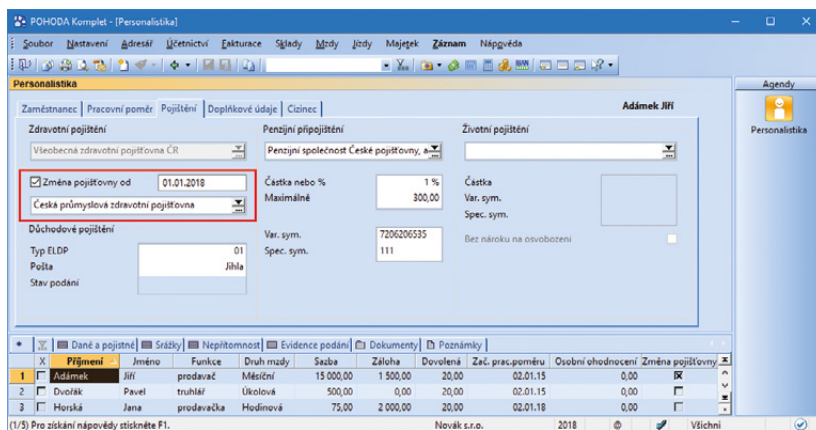 POHODA Komplet - [Personalistika]
Soubor Nastavení Adresář Účetnictví Fakturace Sklady Mzdy Jízdy Majetek Záznam Nápověda
Personalistika
Agendy
Zaměstnanec Pracovní poměr Pojištění Doplňkové údaje Cizinec Adámek Jiří
Personalistika
Zdravotní pojištění Penzijní připojištění Životní pojištění
Všeobecná zdravotní pojišťovna ČR Penzijní společnost České pojišťovny, a
Změna pojišťovny od 01.01.2018 Částka nebo % 1 % Částka
Česká průmyslová zdravotní pojišťovna Maximálně 300,00 Var. sym.
Spec. sym.
Důchodové pojištění Var. sym. 7206206535
Bez nároku na osvobození
Typ ELDP 01 Spec. sym. 111
Pošta Jihla
Stav podání
Daně a pojistné Srážky Nepřítomnost Evidence podání Dokumenty Poznámky
X Příjmení Jméno Funkce Druh mzdy Sazba Záloha Dovolená Zač. prac.poměru Osobní ohodnocení Změna pojišťovny
1 Adámek Jiří prodavač Měsíční 15 000,00 1 500,00 20,00 02.01.15 0,00
2 Dvořák Pavel truhlář Úkolová 500,00 0,00 20,00 02.01.15 0,00
3 Horská Jana prodavačka Hodinová 75,00 2 000,00 20,00 02.01.18 0,00
(1/5) Pro získání nápovědy stiskněte F1. Novák s.r.o. 2018 @ Všichni